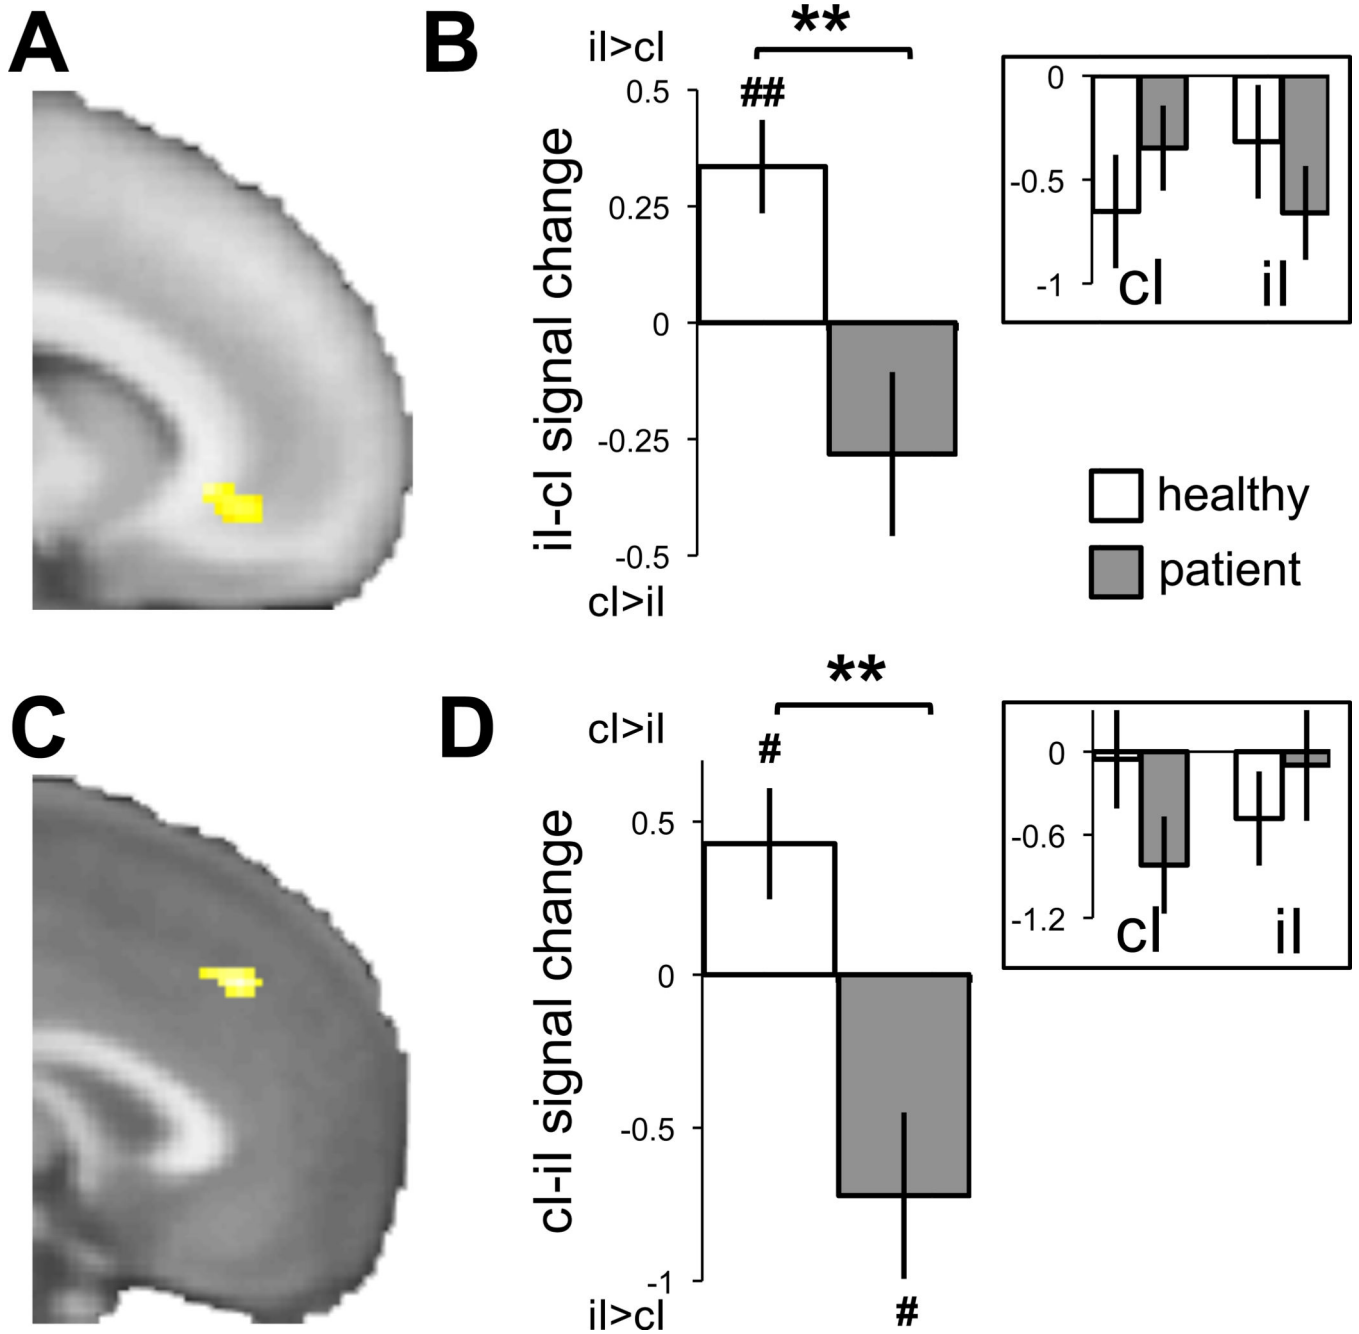 A
B
il>cl
**
##
0.5
0.25
0
-0.25
-0.5
il-cl signal change
cl>il
0
-0.5
-1
cl
il
healthy
patient
C
D
cl>il
**
#
0.5
0
-0.5
-1
cl-il signal change
il>cl
#
0
-0.6
-1.2
cl
il